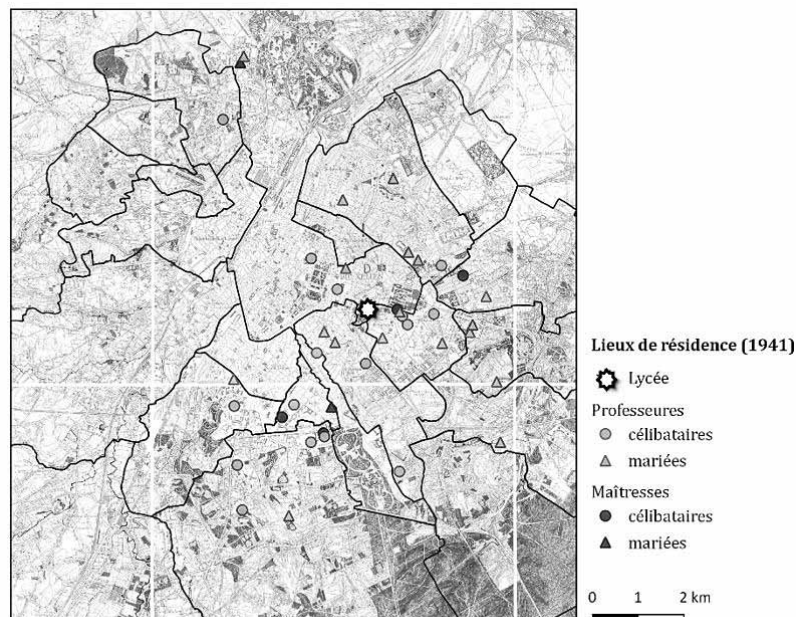 Lieux de résidence (1941)
Lycée
Professeures
célibataires
mariées
Maîtresses
célibataires
mariées
0 1 2 km